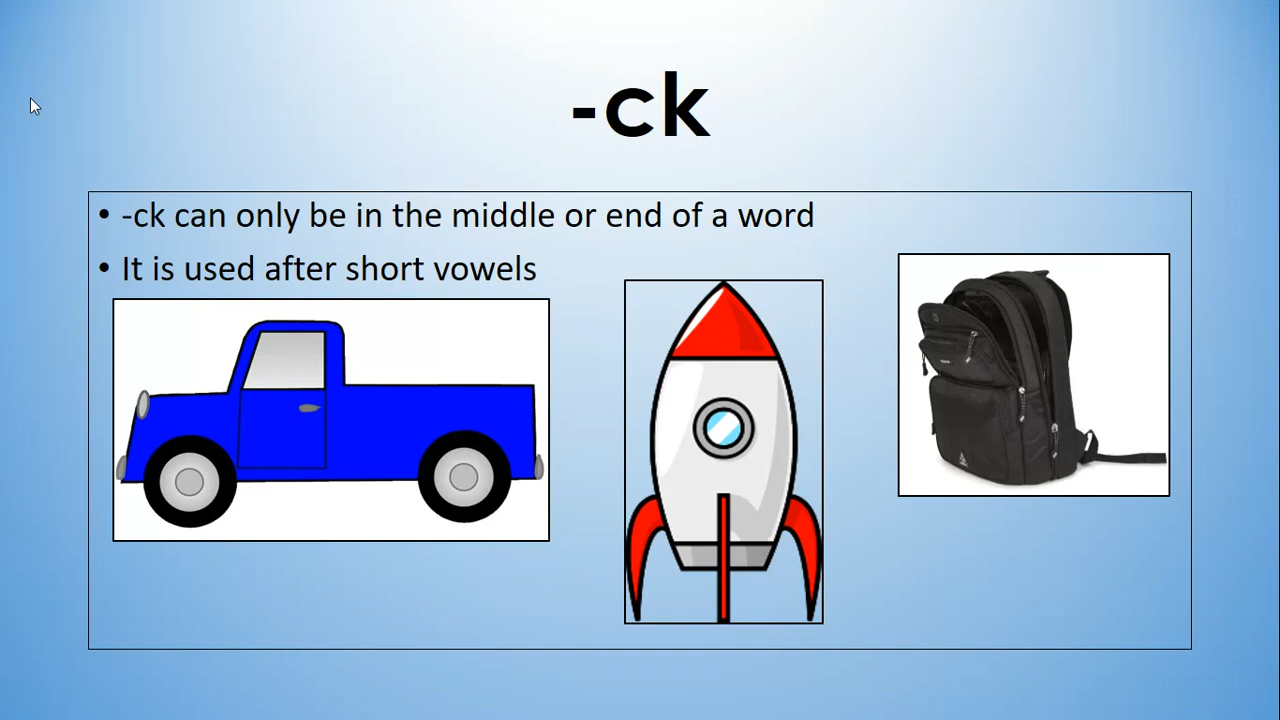 -ck
• -ck can only be in the middle or end of a word
• It is used after short vowels